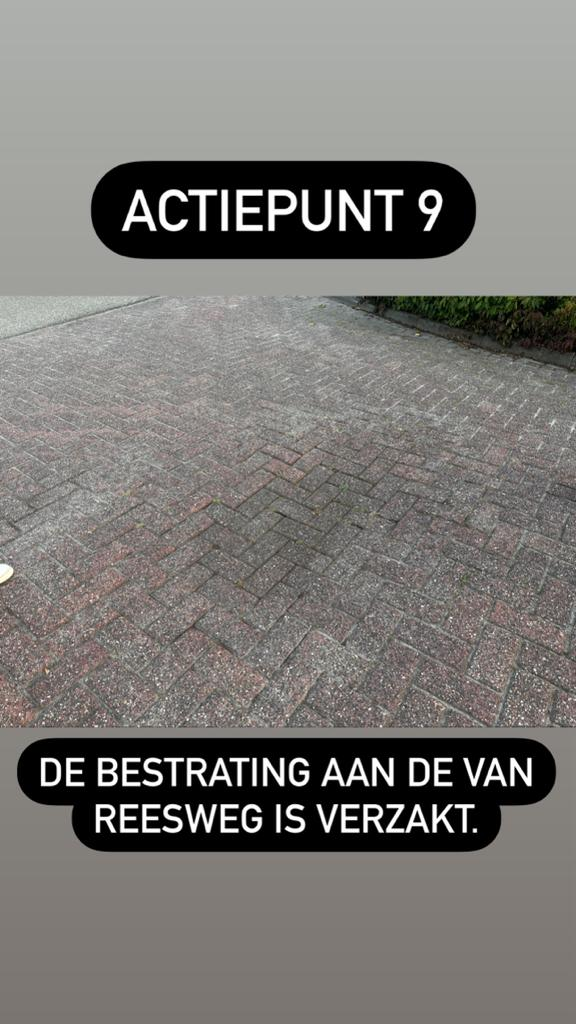 ACTIEPUNT 9
DE BESTRATING AAN DE VAN
REESWEG IS VERZAKT.